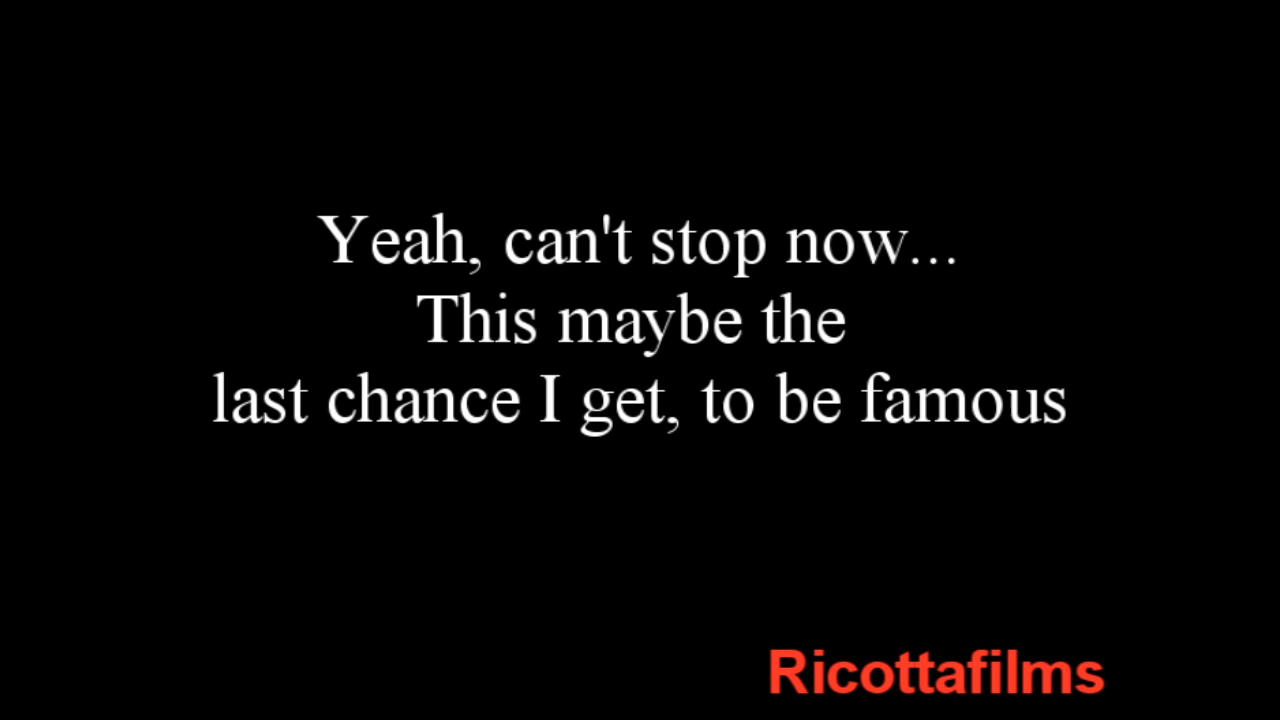 Yeah, can't stop now...
This maybe the
last chance I get, to be famous
Ricottafilms